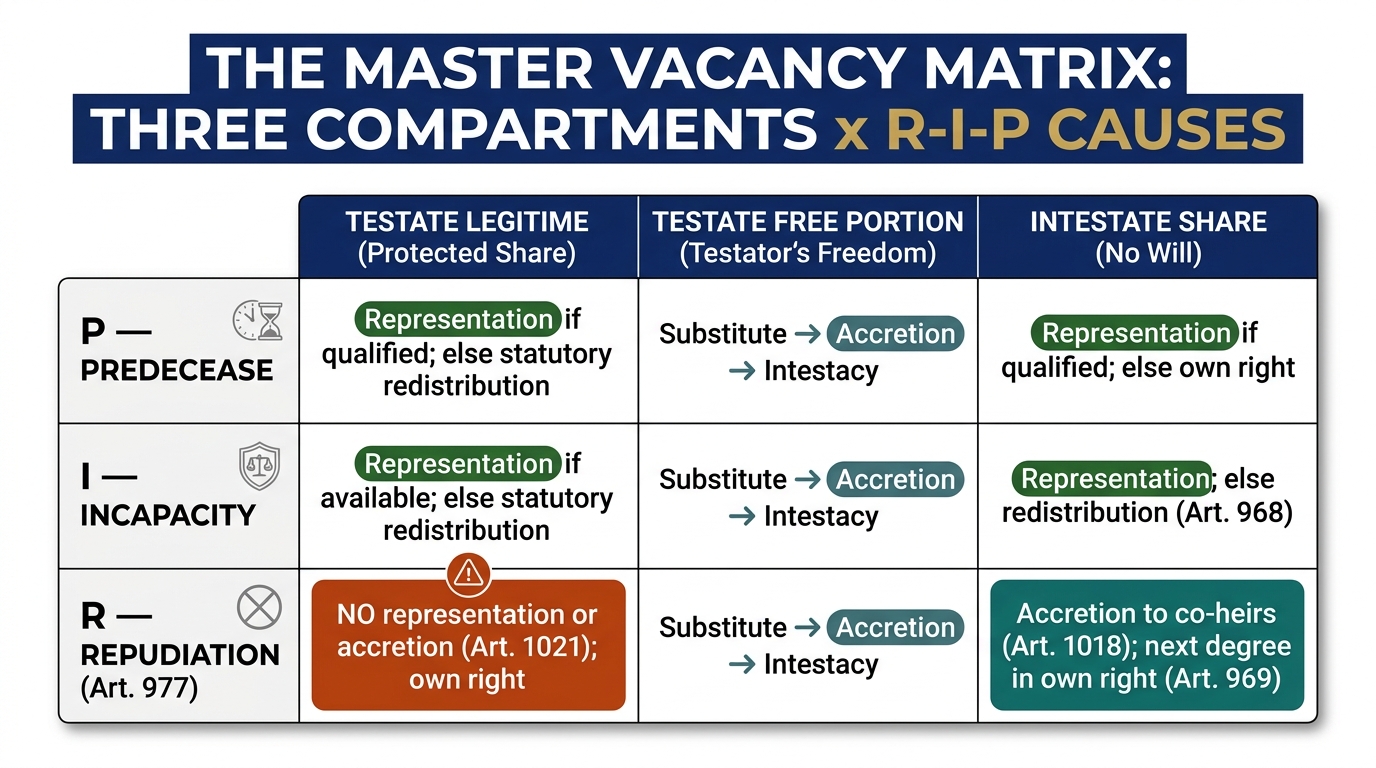 THE MASTER VACANCY MATRIX:
THREE COMPARTMENTS x R-I-P CAUSES
TESTATE LEGITIME
(Protected Share)
TESTATE FREE PORTION
(Testator's Freedom)
INTESTATE SHARE
(No Will)
P —
PREDECEASE
Representation if
qualified; else statutory
redistribution
Substitute → Accretion
→ Intestacy
Representation if
qualified; else own right
I —
INCAPACITY
Representation if
available; else statutory
redistribution
Substitute → Accretion
→ Intestacy
Representation; else
redistribution (Art. 968)
R —
REPUDIATION
(Art. 977)
NO representation or
accretion (Art. 1021);
own right
Substitute → Accretion
→ Intestacy
Accretion to co-heirs
(Art. 1018); next degree
in own right (Art. 969)